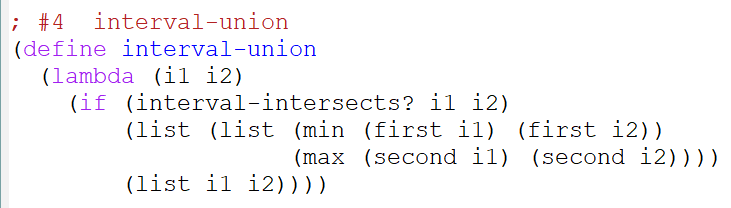 ; #4  interval-union
(define interval-union
  (lambda (i1 i2)
    (if (interval-intersects? i1 i2)
        (list (list (min (first i1) (first i2))
                    (max (second i1) (second i2))))
        (list i1 i2))))